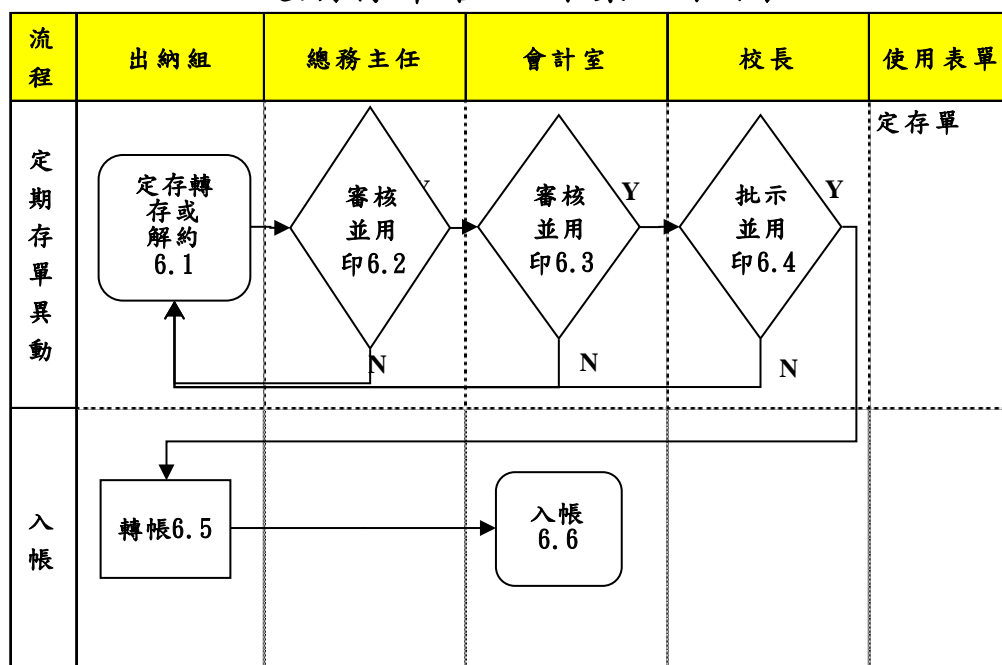 流程
出納組
總務主任
會計室
校長
使用表單
定期存單異動
定存轉
存或
解約
6.1
審核
並用
印6.2
Y
N
審核
並用
印6.3
Y
N
批示
並用
印6.4
Y
N
定存單
入帳
轉帳6.5
入帳
6.6